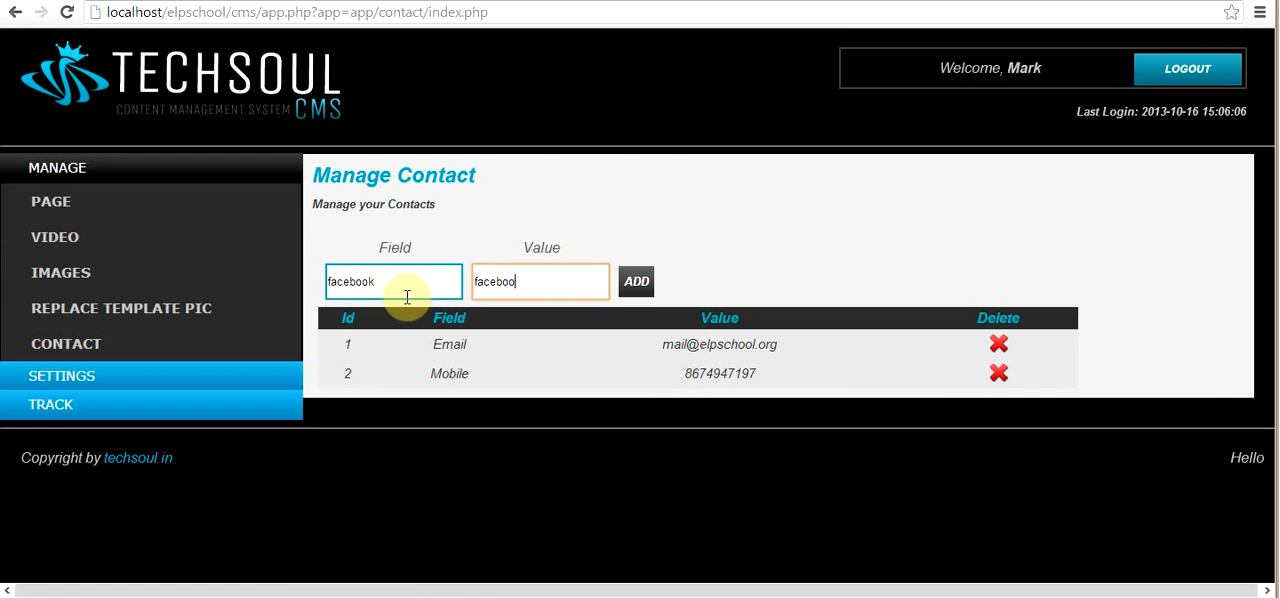 localhost/elpschool/cms/app.php?app=app/contact/index.php
TECHSOUL
CONTENT MANAGEMENT SYSTEM CMS
Welcome, Mark
LOGOUT
Last Login: 2013-10-16 15:06:06
MANAGE
PAGE
VIDEO
IMAGES
REPLACE TEMPLATE PIC
CONTACT
SETTINGS
TRACK
Manage Contact
Manage your Contacts
Field Value
facebook faceboo ADD
Id Field Value Delete
1 Email mail@elpschool.org
2 Mobile 8674947197
Copyright by techsoul.in
Hello